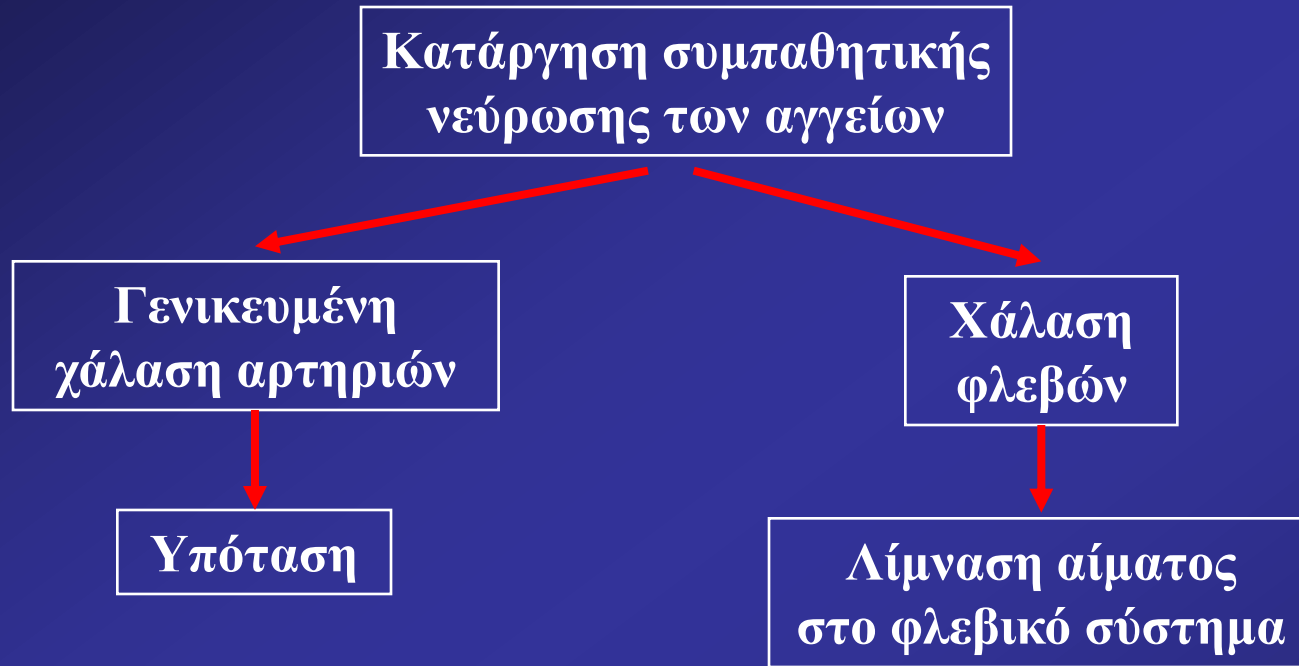 Κατάργηση συμπαθητικής
νεύρωσης των αγγείων
Γενικευμένη
χάλαση αρτηριών
Χάλαση
φλεβών
Υπόταση
Λίμναση αίματος
στο φλεβικό σύστημα